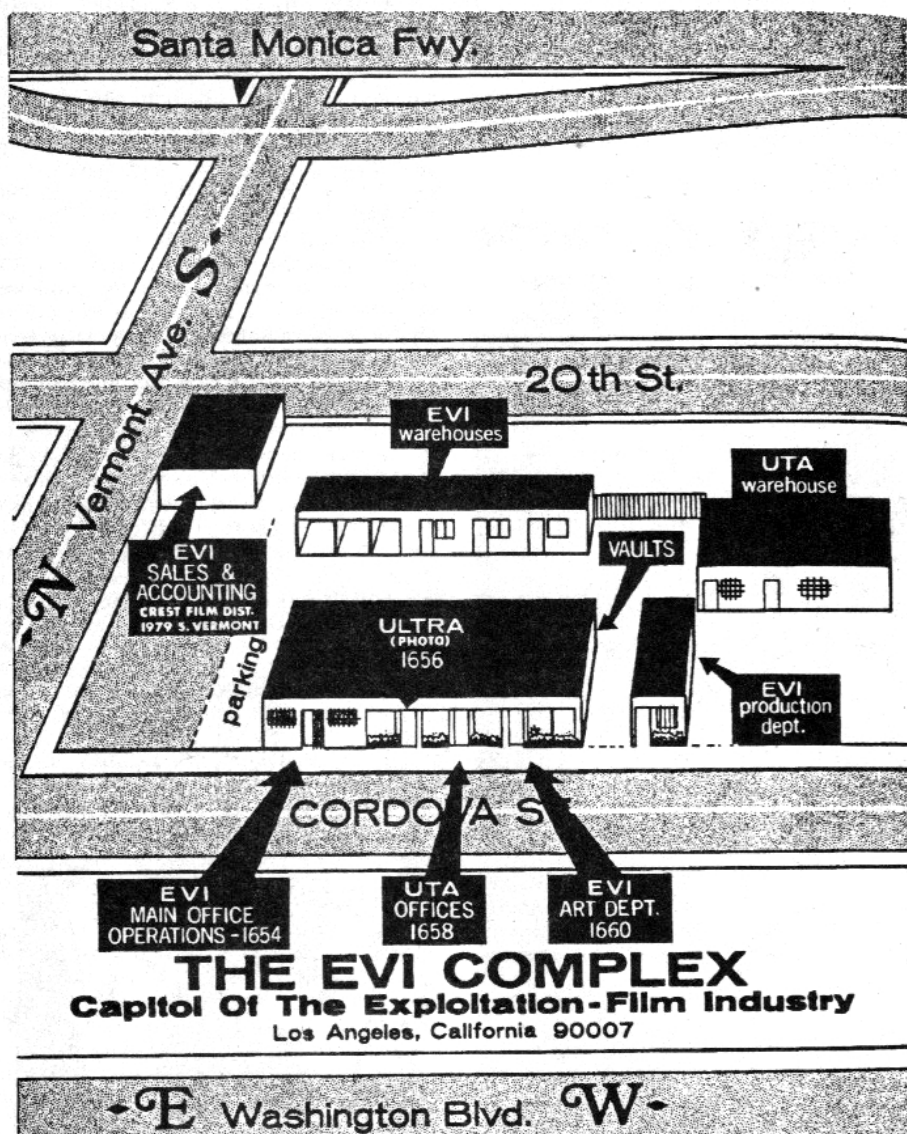 Santa Monica Fwy.
N Vermont Ave. S
20th St.
EVI
warehouses
UTA
warehouse
EVI
SALES &
ACCOUNTING
CREST FILM DIST.
1979 S. VERMONT
VAULTS
parking
ULTRA
(PHOTO)
1656
EVI
production
dept.
CORDOVA ST.
EVI
MAIN OFFICE
OPERATIONS - 1654
UTA
OFFICES
1658
EVI
ART DEPT.
1660
THE EVI COMPLEX
Capitol Of The Exploitation-Film Industry
Los Angeles, California 90007
E Washington Blvd. W